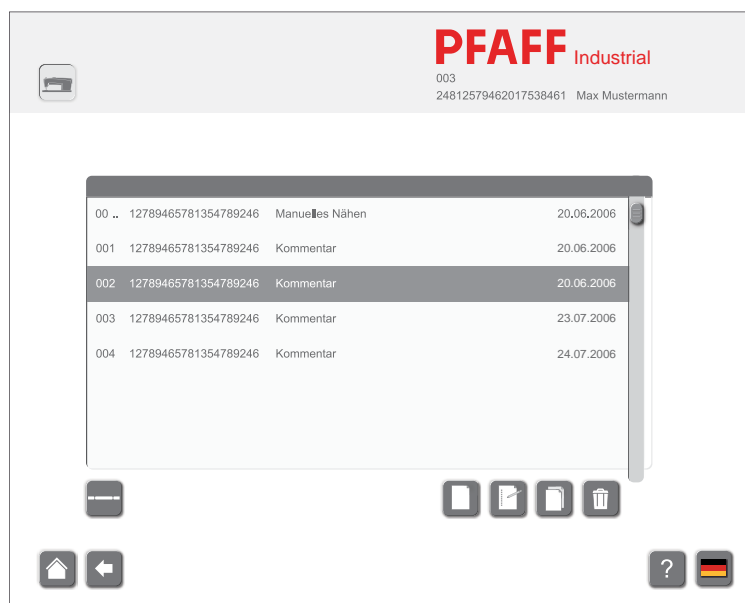 PFAFF Industrial
003
24812579462017538461 Max Mustermann
00 .. 12789465781354789246 Manuelles Nähen 20.06.2006
001 12789465781354789246 Kommentar 20.06.2006
002 12789465781354789246 Kommentar 20.06.2006
003 12789465781354789246 Kommentar 23.07.2006
004 12789465781354789246 Kommentar 24.07.2006
?